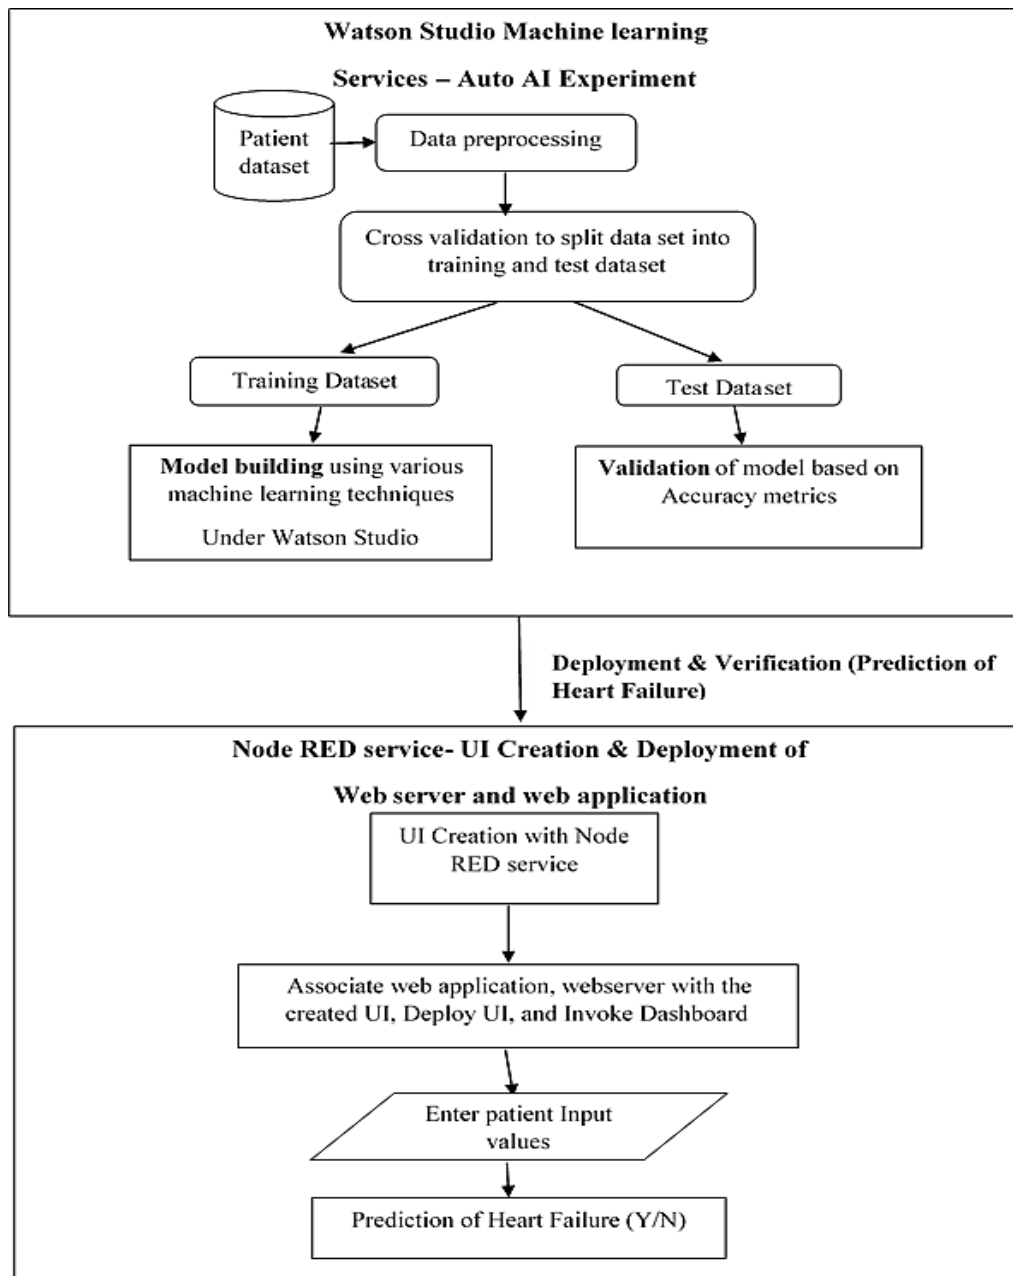 Watson Studio Machine learning
Services – Auto AI Experiment
Patient
dataset
Data preprocessing
Cross validation to split data set into
training and test dataset
Training Dataset
Test Dataset
Model building using various
machine learning techniques
Under Watson Studio
Validation of model based on
Accuracy metrics
Deployment & Verification (Prediction of
Heart Failure)
Node RED service- UI Creation & Deployment of
Web server and web application
UI Creation with Node
RED service
Associate web application, webserver with the
created UI, Deploy UI, and Invoke Dashboard
Enter patient Input
values
Prediction of Heart Failure (Y/N)